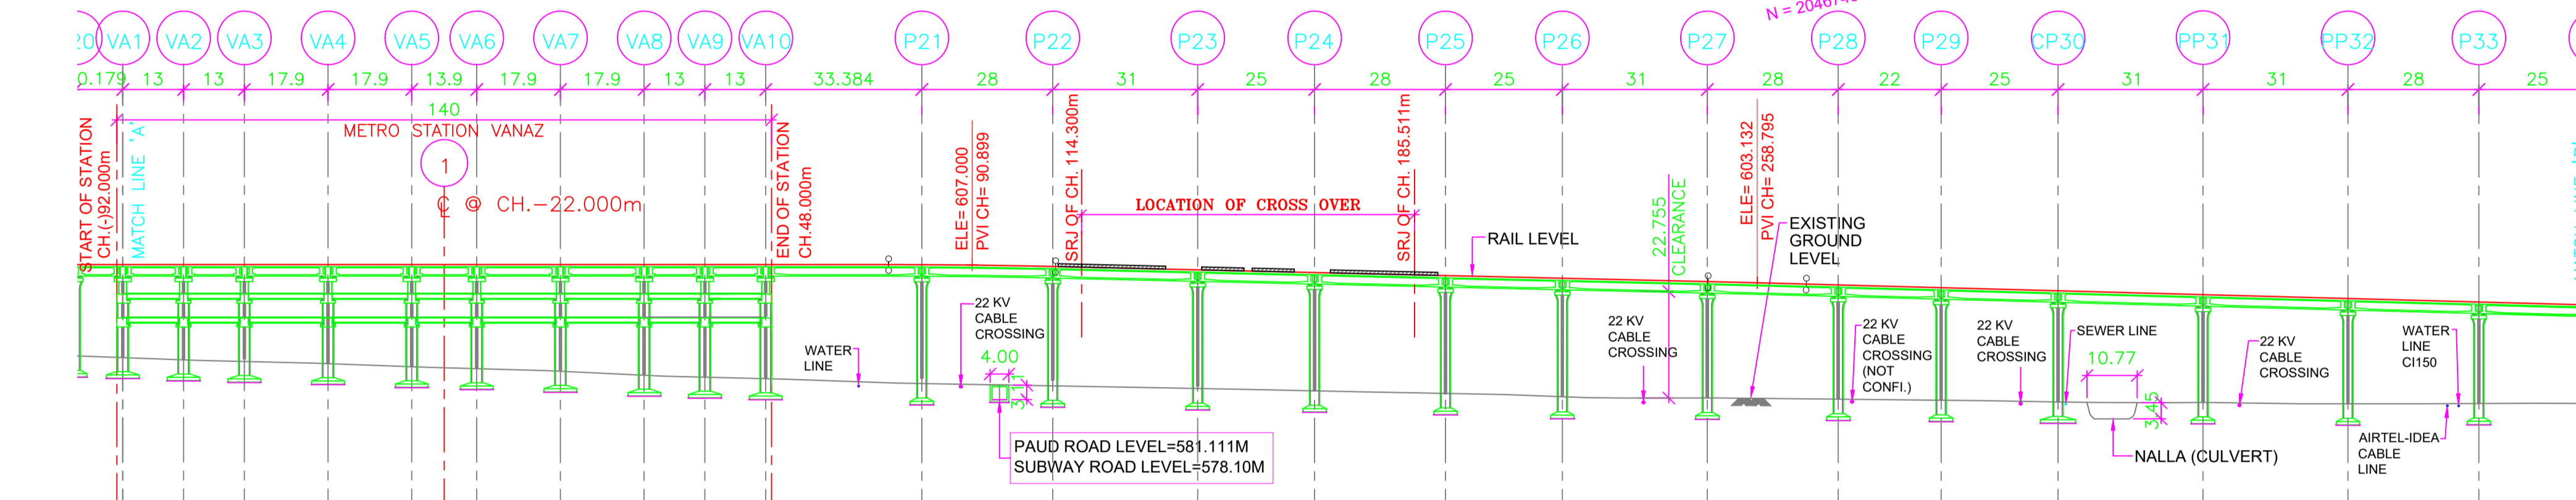 N = 2046746
20 VA1 VA2 VA3 VA4 VA5 VA6 VA7 VA8 VA9 VA10 P21 P22 P23 P24 P25 P26 P27 P28 P29 CP30 PP31 PP32 P33
0.179 13 13 17.9 17.9 13.9 17.9 17.9 13 13 33.384 28 31 25 28 25 31 28 22 25 31 31 28 25
140
METRO STATION VANAZ
1
START OF STATION
CH.(-)92.000m
MATCH LINE 'A'
℄ @ CH.-22.000m
END OF STATION
CH.48.000m
ELE= 607.000
PVI CH= 90.899
SRJ OF CH. 114.300m
LOCATION OF CROSS OVER
SRJ OF CH. 185.511m
RAIL LEVEL
22.755
CLEARANCE
ELE= 603.132
PVI CH= 258.795
EXISTING
GROUND
LEVEL
WATER
LINE
22 KV
CABLE
CROSSING
4.00
3.11
PAUD ROAD LEVEL=581.111M
SUBWAY ROAD LEVEL=578.10M
22 KV
CABLE
CROSSING
22 KV
CABLE
CROSSING
(NOT
CONFI.)
22 KV
CABLE
CROSSING
SEWER LINE
10.77
3.45
NALLA (CULVERT)
22 KV
CABLE
CROSSING
WATER
LINE
CI150
AIRTEL-IDEA
CABLE
LINE